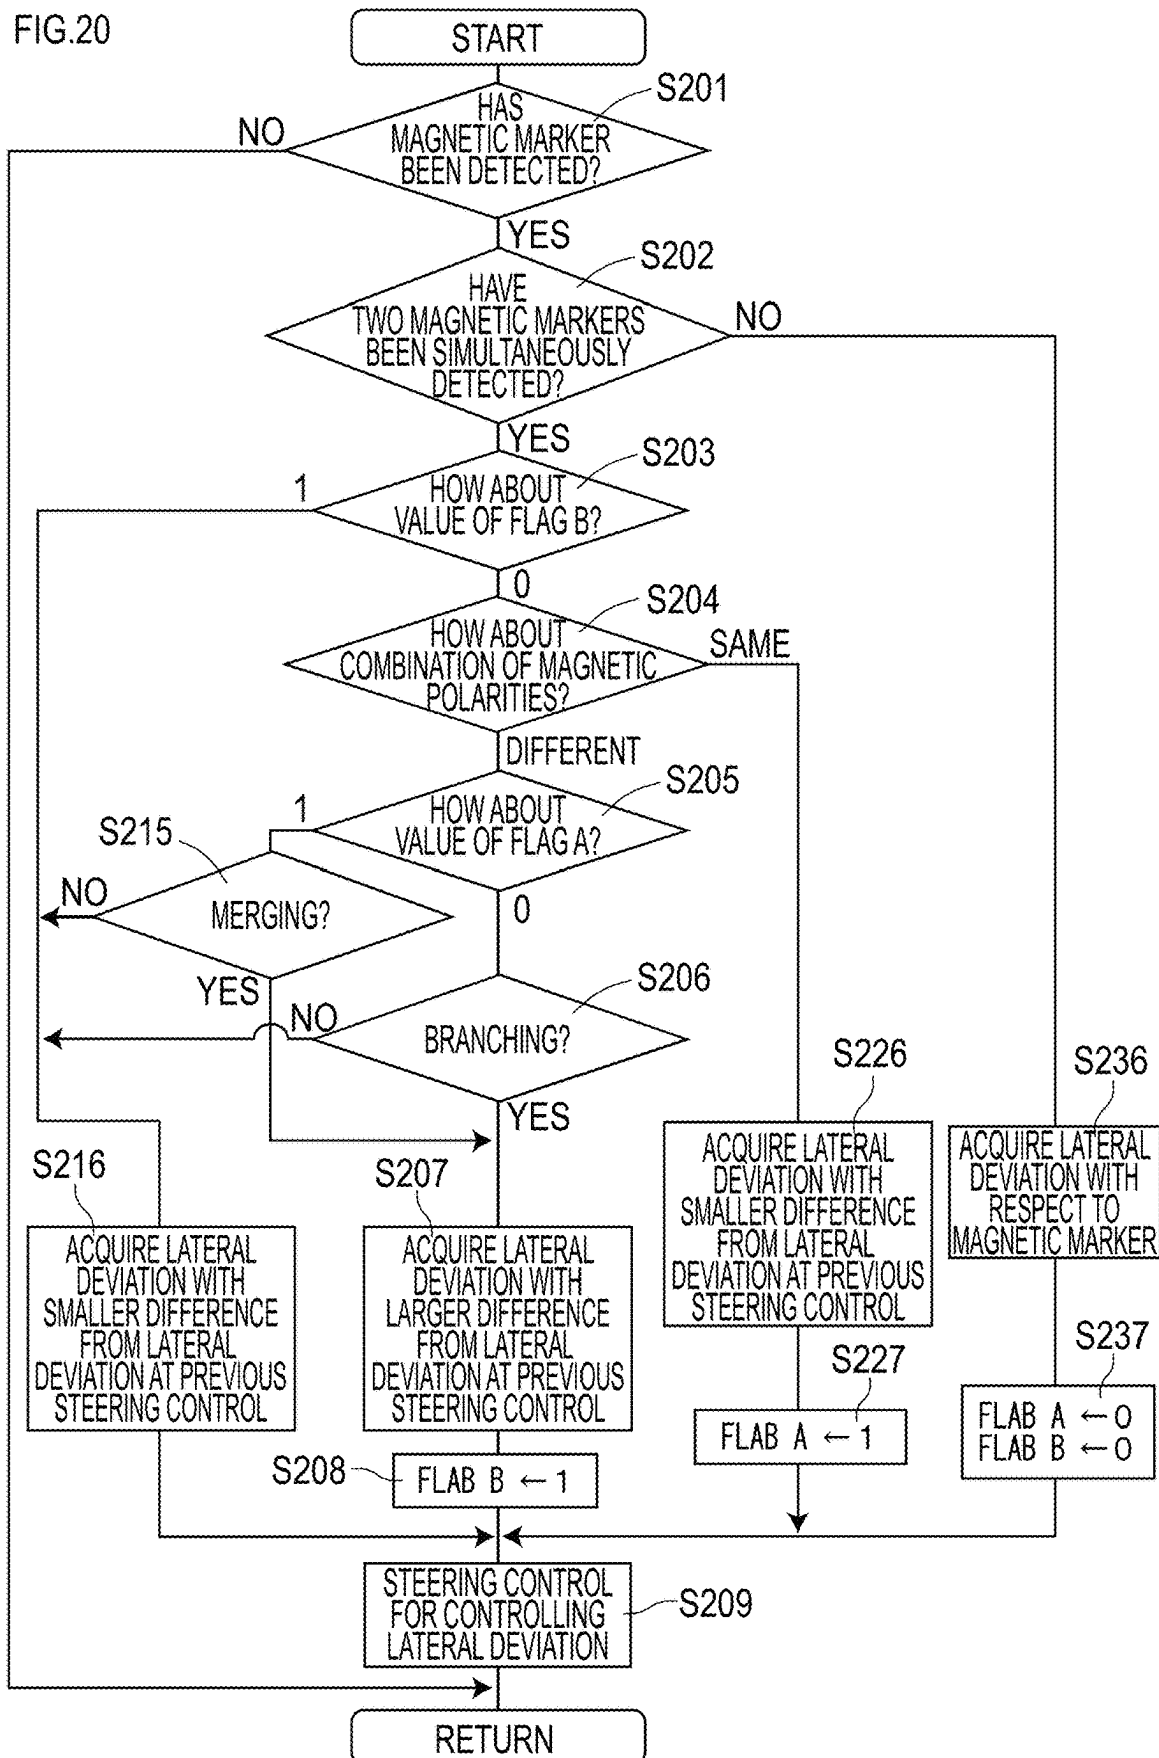 FIG.20
START
S201
HAS
MAGNETIC MARKER
BEEN DETECTED?
NO
YES
S202
HAVE
TWO MAGNETIC MARKERS
BEEN SIMULTANEOUSLY
DETECTED?
NO
YES
S203
HOW ABOUT
VALUE OF FLAG B?
1
0
S204
HOW ABOUT
COMBINATION OF MAGNETIC
POLARITIES?
SAME
DIFFERENT
S205
HOW ABOUT
VALUE OF FLAG A?
1
0
S215
MERGING?
NO
YES
S206
BRANCHING?
NO
YES
S216
ACQUIRE LATERAL
DEVIATION WITH
SMALLER DIFFERENCE
FROM LATERAL
DEVIATION AT PREVIOUS
STEERING CONTROL
S207
ACQUIRE LATERAL
DEVIATION WITH
LARGER DIFFERENCE
FROM LATERAL
DEVIATION AT PREVIOUS
STEERING CONTROL
S226
ACQUIRE LATERAL
DEVIATION WITH
SMALLER DIFFERENCE
FROM LATERAL
DEVIATION AT PREVIOUS
STEERING CONTROL
S236
ACQUIRE LATERAL
DEVIATION WITH
RESPECT TO
MAGNETIC MARKER
S208
FLAB B ← 1
S227
FLAB A ← 1
S237
FLAB A ← 0
FLAB B ← 0
S209
STEERING CONTROL
FOR CONTROLLING
LATERAL DEVIATION
RETURN